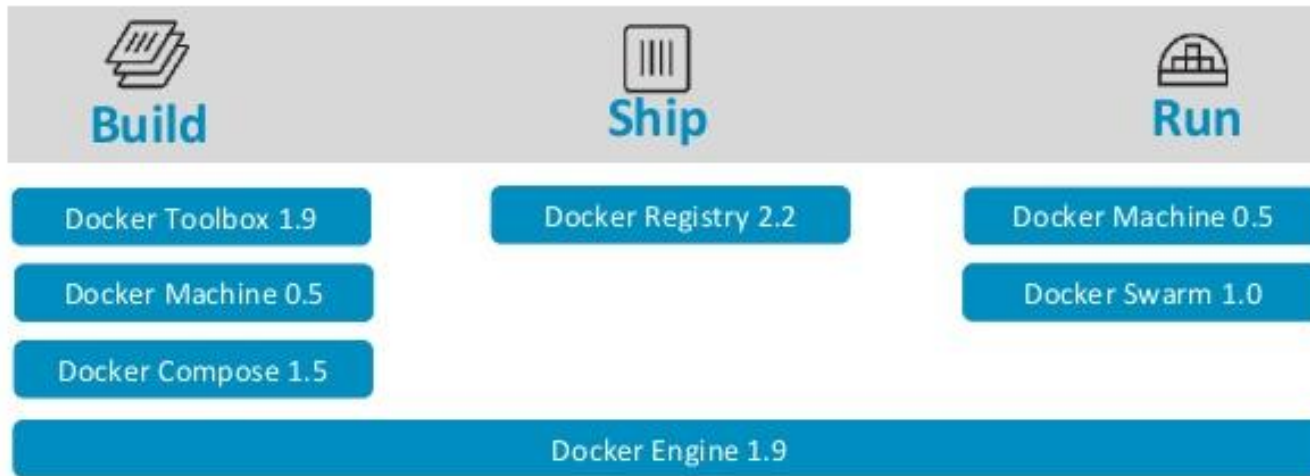 Build
Ship
Run
Docker Toolbox 1.9
Docker Registry 2.2
Docker Machine 0.5
Docker Machine 0.5
Docker Swarm 1.0
Docker Compose 1.5
Docker Engine 1.9